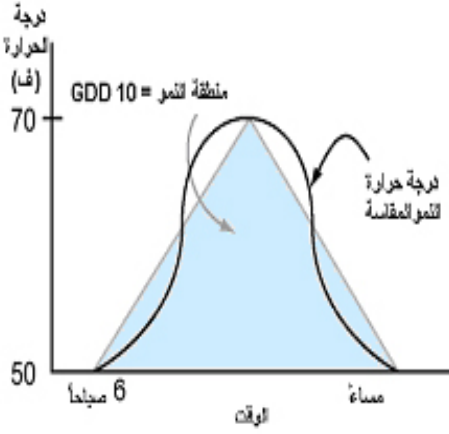 درجة
الحرارة
(ف)
منطقة النمو = GDD 10
70
درجة حرارة
النمو المقاسة
50
6 صباحاً
مساءً
الوقت